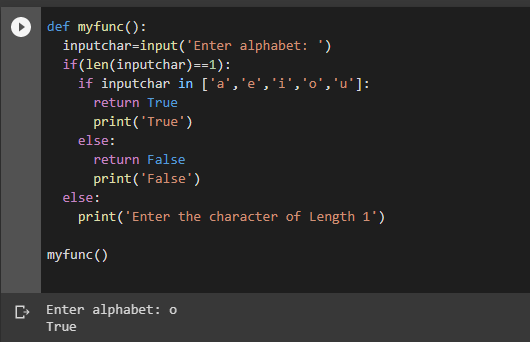 def myfunc():
  inputchar=input('Enter alphabet: ')
  if(len(inputchar)==1):
    if inputchar in ['a','e','i','o','u']:
      return True
      print('True')
    else:
      return False
      print('False')
  else:
    print('Enter the character of Length 1')

myfunc()
Enter alphabet: o
True